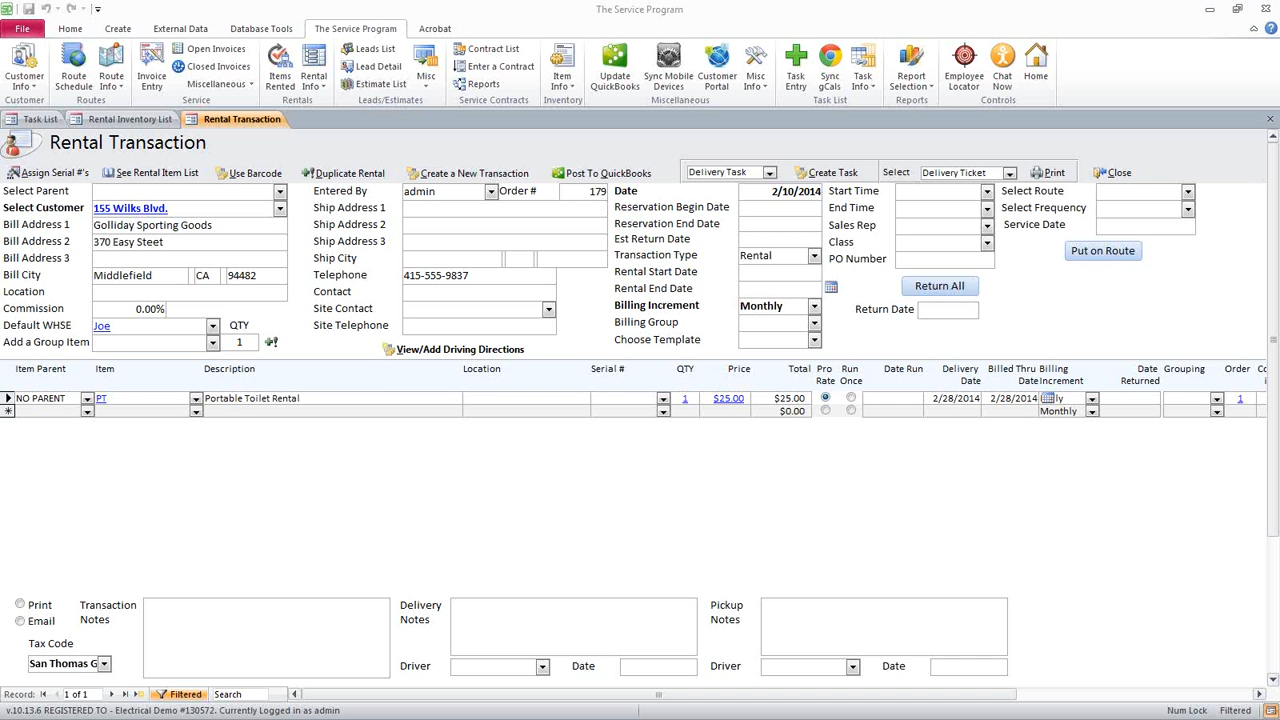 The Service Program
File Home Create External Data Database Tools The Service Program Acrobat
Customer Info Route Schedule Route Info Invoice Entry Open Invoices Closed Invoices Miscellaneous Items Rented Rental Info Leads List Lead Detail Estimate List Misc Contract List Enter a Contract Reports Item Info Update QuickBooks Sync Mobile Devices Customer Portal Misc Info Task Entry Sync gCals Task Info Report Selection Employee Locator Chat Now Home
Customer Routes Service Rentals Leads/Estimates Service Contracts Inventory Miscellaneous Task List Reports Controls
Task List Rental Inventory List Rental Transaction
Rental Transaction
Assign Serial #'s See Rental Item List Use Barcode Duplicate Rental Create a New Transaction Post To QuickBooks Delivery Task Create Task Select Delivery Ticket Print Close
Select Parent Entered By admin Order # 179 Date 2/10/2014 Start Time Select Route
Select Customer 155 Wilks Blvd. Ship Address 1 Reservation Begin Date End Time Select Frequency
Bill Address 1 Golliday Sporting Goods Ship Address 2 Reservation End Date Sales Rep Service Date
Bill Address 2 370 Easy Steet Ship Address 3 Est Return Date Class
Bill Address 3 Ship City Transaction Type Rental PO Number Put on Route
Bill City Middlefield CA 94482 Telephone 415-555-9837 Rental Start Date
Location Contact Rental End Date Return All
Commission 0.00% Site Contact Billing Increment Monthly Return Date
Default WHSE Joe QTY Site Telephone Billing Group
Add a Group Item 1 Choose Template
View/Add Driving Directions
Item Parent Item Description Location Serial # QTY Price Total Pro Rate Run Once Date Run Delivery Date Billed Thru Date Billing Increment Date Returned Grouping Order
NO PARENT PT Portable Toilet Rental 1 $25.00 $25.00 2/28/2014 2/28/2014 ly 1
$0.00 Monthly
Print Transaction Notes Delivery Notes Pickup Notes
Email
Tax Code
San Thomas G Driver Date Driver Date
Record: 1 of 1 Filtered Search
v.10.13.6 REGISTERED TO - Electrical Demo #130572. Currently Logged in as admin Num Lock Filtered